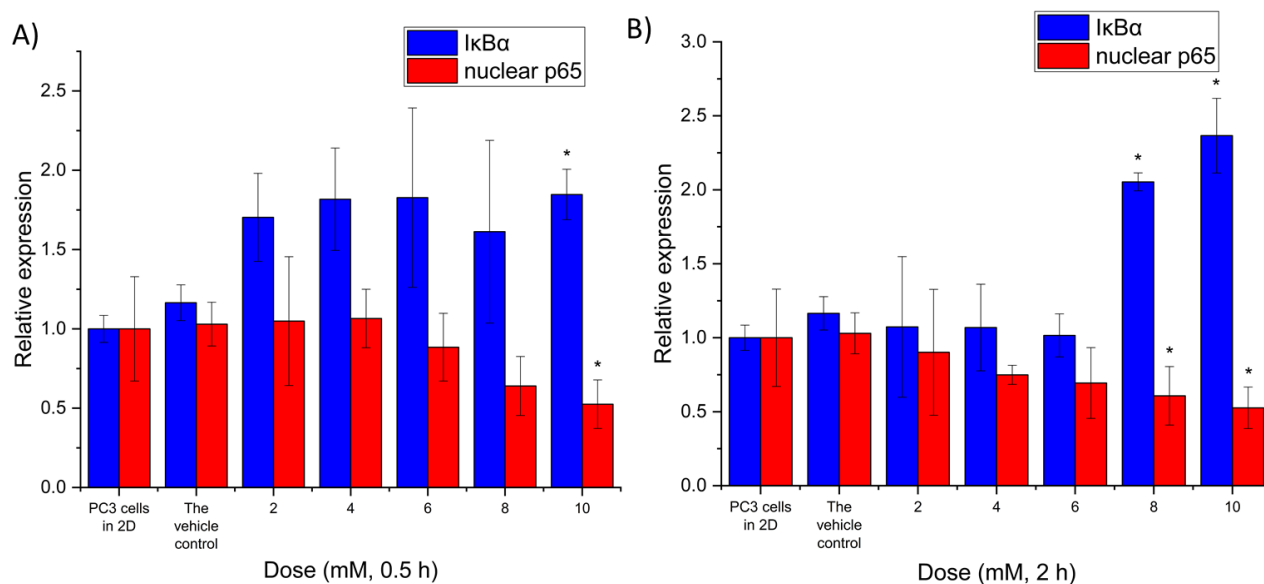 A)
IκBα
nuclear p65
Relative expression
2.5
2.0
1.5
1.0
0.5
0.0
*
*
PC3 cells
in 2D
The
vehicle
control
2
4
6
8
10
Dose (mM, 0.5 h)
B)
IκBα
nuclear p65
Relative expression
3.0
2.5
2.0
1.5
1.0
0.5
0.0
*
*
*
*
PC3 cells
in 2D
The
vehicle
control
2
4
6
8
10
Dose (mM, 2 h)